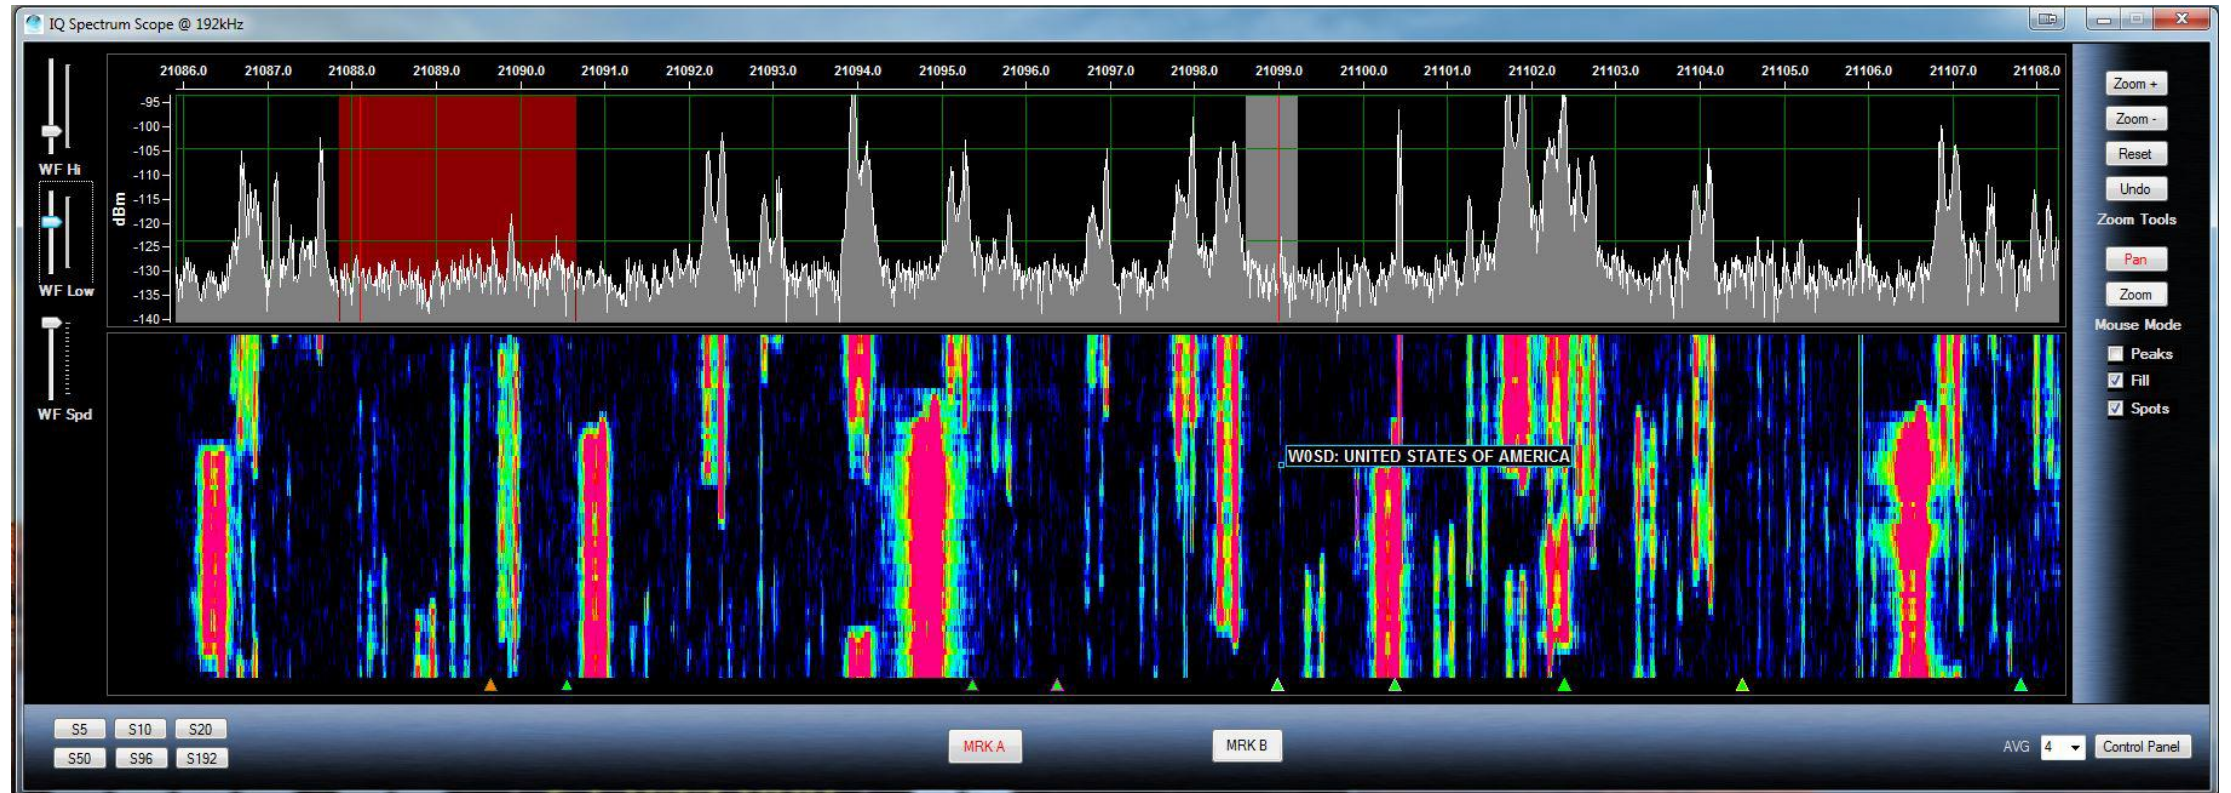 IQ Spectrum Scope @ 192kHz
21086.0 21087.0 21088.0 21089.0 21090.0 21091.0 21092.0 21093.0 21094.0 21095.0 21096.0 21097.0 21098.0 21099.0 21100.0 21101.0 21102.0 21103.0 21104.0 21105.0 21106.0 21107.0 21108.0
-95
-100
-105
-110
-115
-120
-125
-130
-135
-140
dBm
WF Hi
WF Low
WF Spd
Zoom +
Zoom -
Reset
Undo
Zoom Tools
Pan
Zoom
Mouse Mode
Peaks
Fill
Spots
W0SD: UNITED STATES OF AMERICA
S5 S10 S20
S50 S96 S192
MRK A
MRK B
AVG 4 Control Panel